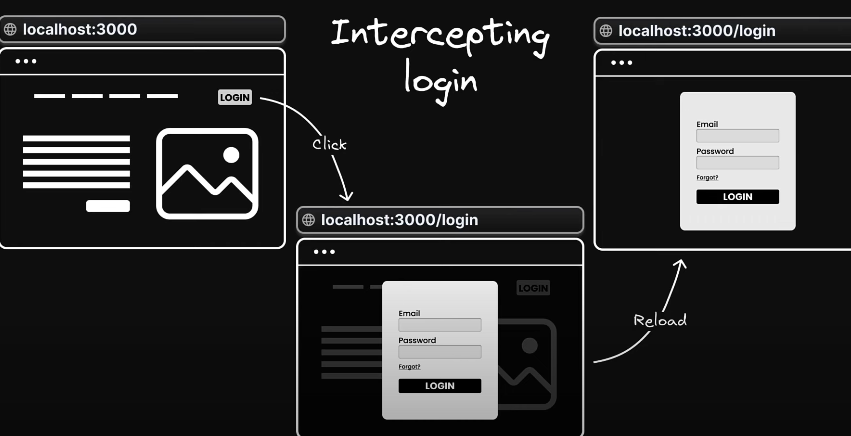 localhost:3000
LOGIN
Intercepting
login
Click
localhost:3000/login
LOGIN
Email
Password
Forgot?
LOGIN
Reload
localhost:3000/login
Email
Password
Forgot?
LOGIN